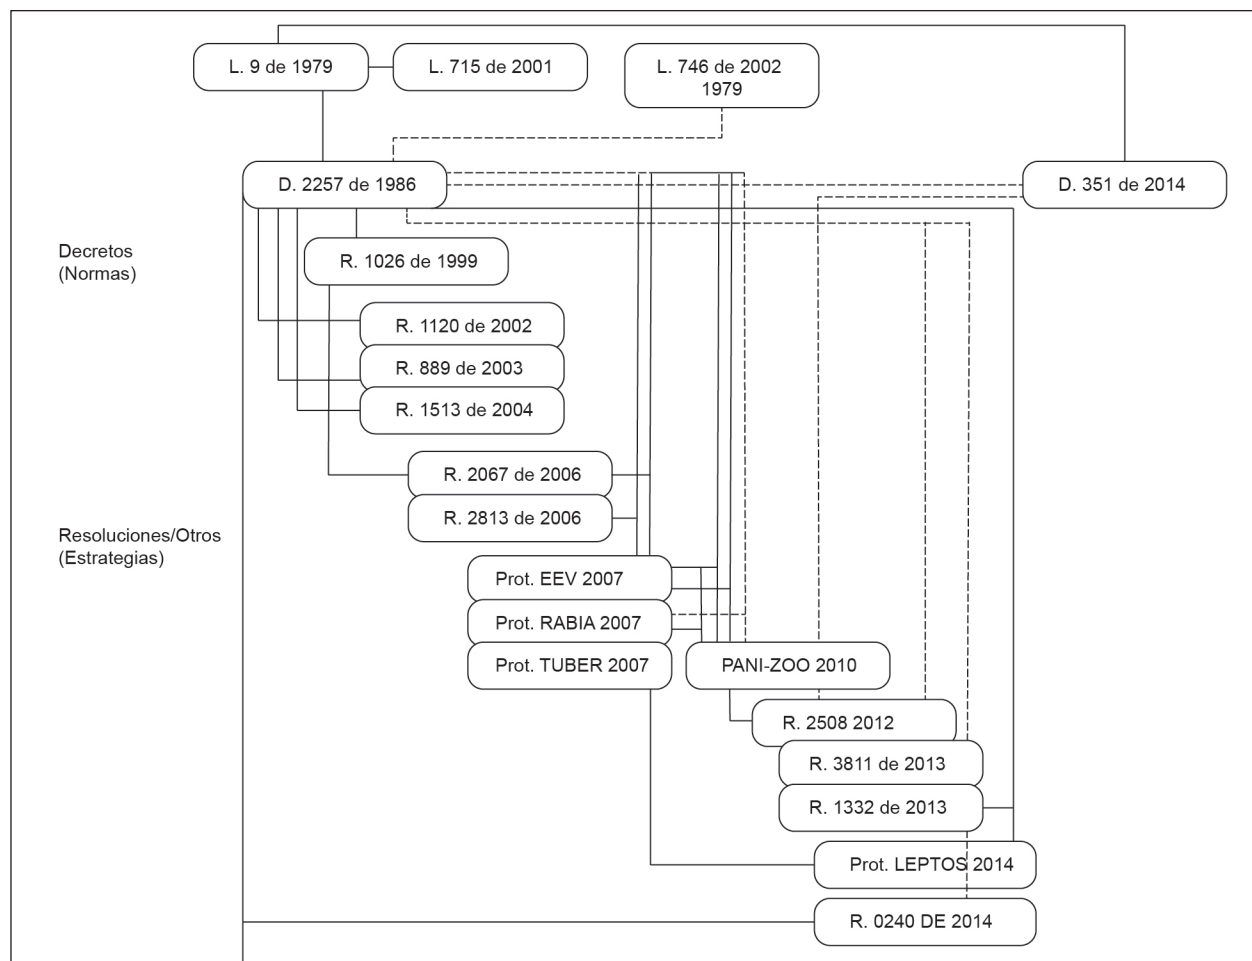 L. 9 de 1979
L. 715 de 2001
L. 746 de 2002
1979
D. 2257 de 1986
D. 351 de 2014
Decretos
(Normas)
R. 1026 de 1999
R. 1120 de 2002
R. 889 de 2003
R. 1513 de 2004
R. 2067 de 2006
R. 2813 de 2006
Resoluciones/Otros
(Estrategias)
Prot. EEV 2007
Prot. RABIA 2007
Prot. TUBER 2007
PANI-ZOO 2010
R. 2508 2012
R. 3811 de 2013
R. 1332 de 2013
Prot. LEPTOS 2014
R. 0240 DE 2014